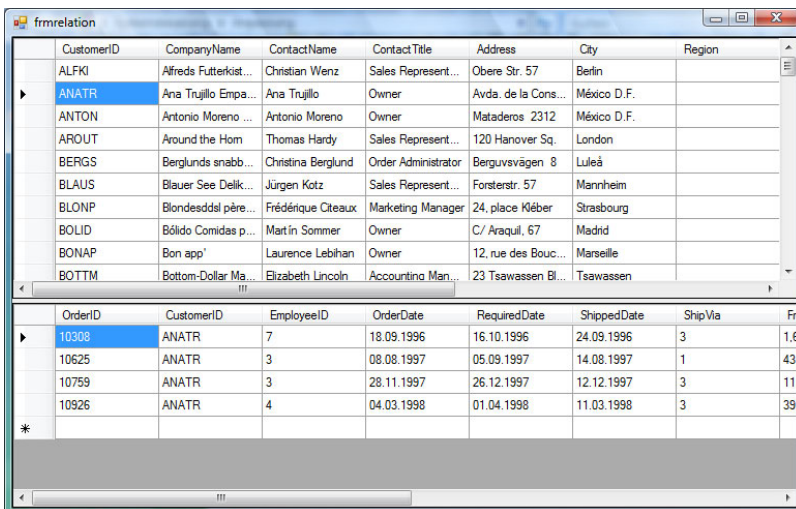 frmrelation
CustomerID CompanyName ContactName ContactTitle Address City Region
ALFKI Alfreds Futterkist... Christian Wenz Sales Represent... Obere Str. 57 Berlin
ANATR Ana Trujillo Empa... Ana Trujillo Owner Avda. de la Cons... México D.F.
ANTON Antonio Moreno ... Antonio Moreno Owner Mataderos 2312 México D.F.
AROUT Around the Horn Thomas Hardy Sales Represent... 120 Hanover Sq. London
BERGS Berglunds snabb... Christina Berglund Order Administrator Berguvsvägen 8 Luleå
BLAUS Blauer See Delik... Jürgen Kotz Sales Represent... Forsterstr. 57 Mannheim
BLONP Blondesddsl père... Frédérique Citeaux Marketing Manager 24, place Kléber Strasbourg
BOLID Bólido Comidas p... Martín Sommer Owner C/ Araquil, 67 Madrid
BONAP Bon app' Laurence Lebihan Owner 12, rue des Bouc... Marseille
BOTTM Bottom-Dollar Ma... Elizabeth Lincoln Accounting Man... 23 Tsawassen Bl... Tsawassen
OrderID CustomerID EmployeeID OrderDate RequiredDate ShippedDate ShipVia Fr
10308 ANATR 7 18.09.1996 16.10.1996 24.09.1996 3 1,6
10625 ANATR 3 08.08.1997 05.09.1997 14.08.1997 1 43
10759 ANATR 3 28.11.1997 26.12.1997 12.12.1997 3 11
10926 ANATR 4 04.03.1998 01.04.1998 11.03.1998 3 39